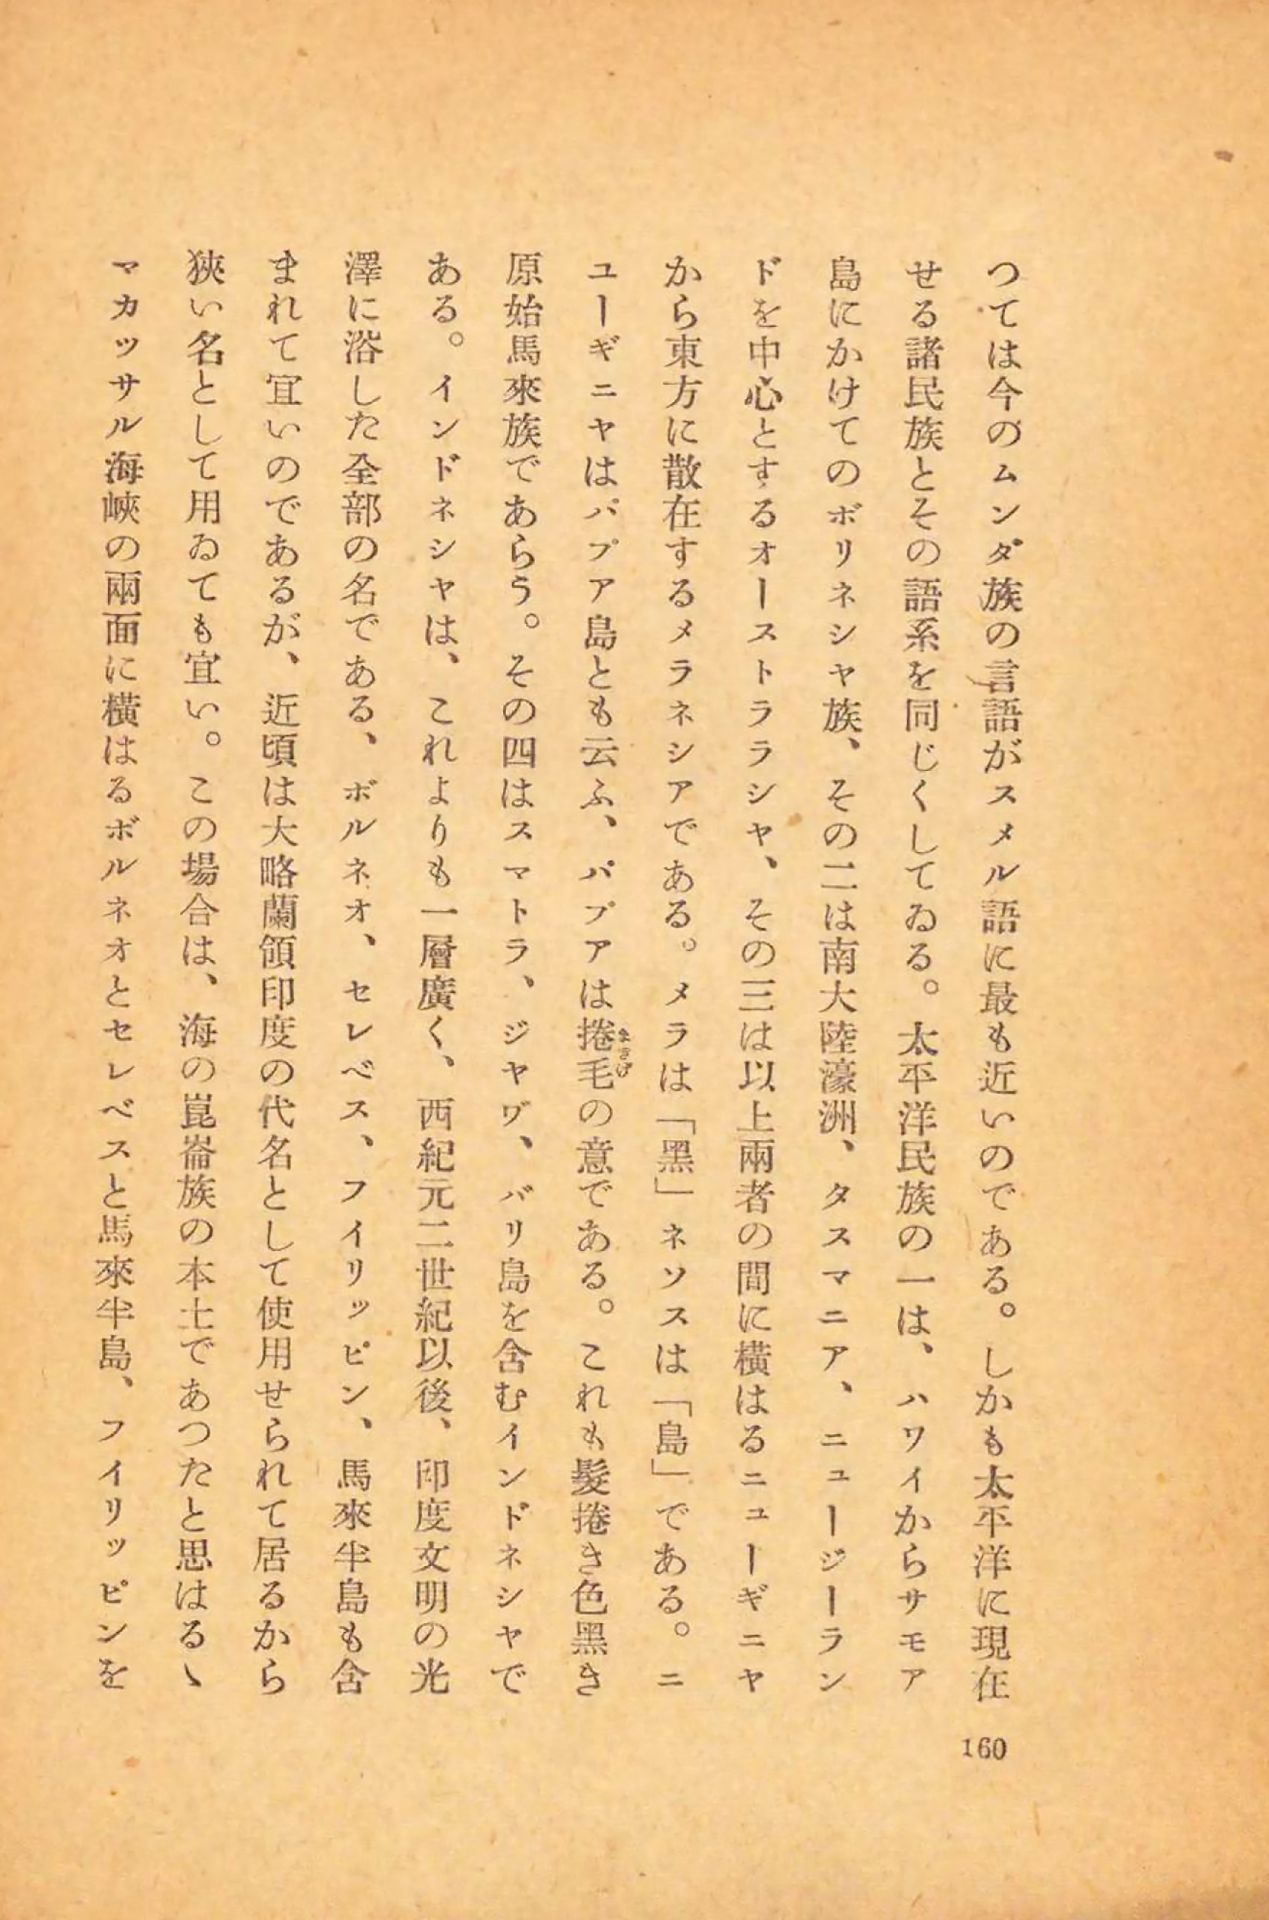 つては今のムンダ族の言語がスメル語に最も近いのである。しかも太平洋に現在
せる諸民族とその語系を同じくしてゐる。太平洋民族の一は、ハワイからサモア
島にかけてのポリネシヤ族、その二は南大陸濠洲、タスマニア、ニュージーラン
ドを中心とするオーストララシヤ、その三は以上兩者の間に横はるニューギニヤ
から東方に散在するメラネシアである。メラは「黑」ネソスは「島」である。ニ
ューギニヤはパプア島とも云ふ、パプアは捲毛の意である。これも髮捲き色黑き
まきげ
原始馬來族であらう。その四はスマトラ、ジヤヷ、バリ島を含むインドネシヤで
ある。インドネシヤは、これよりも一層廣く、西紀元二世紀以後、印度文明の光
澤に浴した全部の名である、ボルネオ、セレベス、フイリッピン、馬來半島も含
まれて宜いのであるが、近頃は大略蘭領印度の代名として使用せられて居るから
狹い名として用ゐても宜い。この場合は、海の崑崙族の本土であつたと思はるゝ
マカッサル海峽の兩面に横はるボルネオとセレベスと馬來半島、フイリッピンを
160